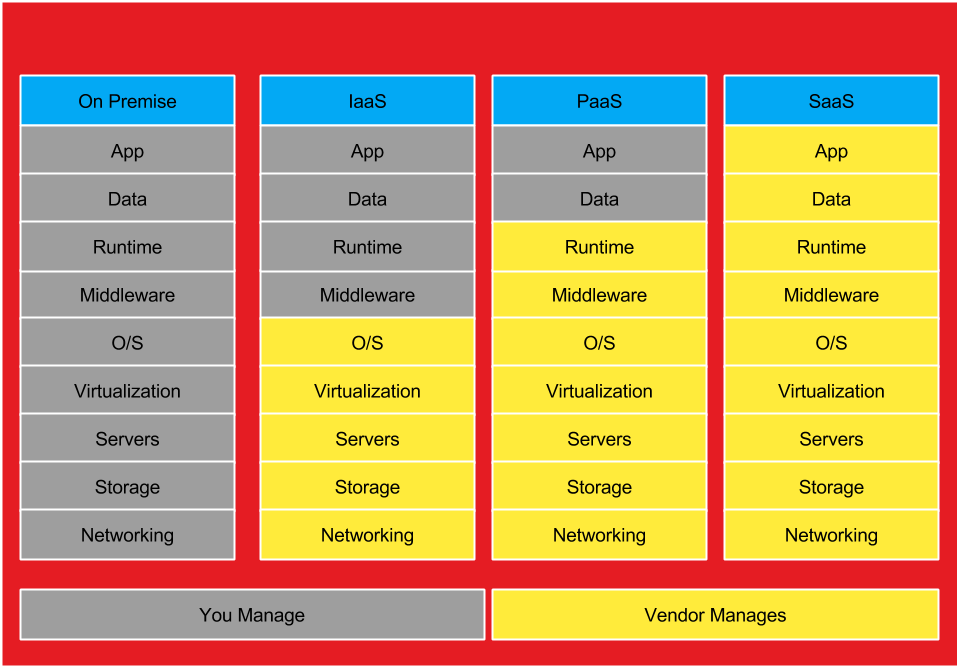 On Premise IaaS PaaS SaaS
App App App App
Data Data Data Data
Runtime Runtime Runtime Runtime
Middleware Middleware Middleware Middleware
O/S O/S O/S O/S
Virtualization Virtualization Virtualization Virtualization
Servers Servers Servers Servers
Storage Storage Storage Storage
Networking Networking Networking Networking
You Manage Vendor Manages